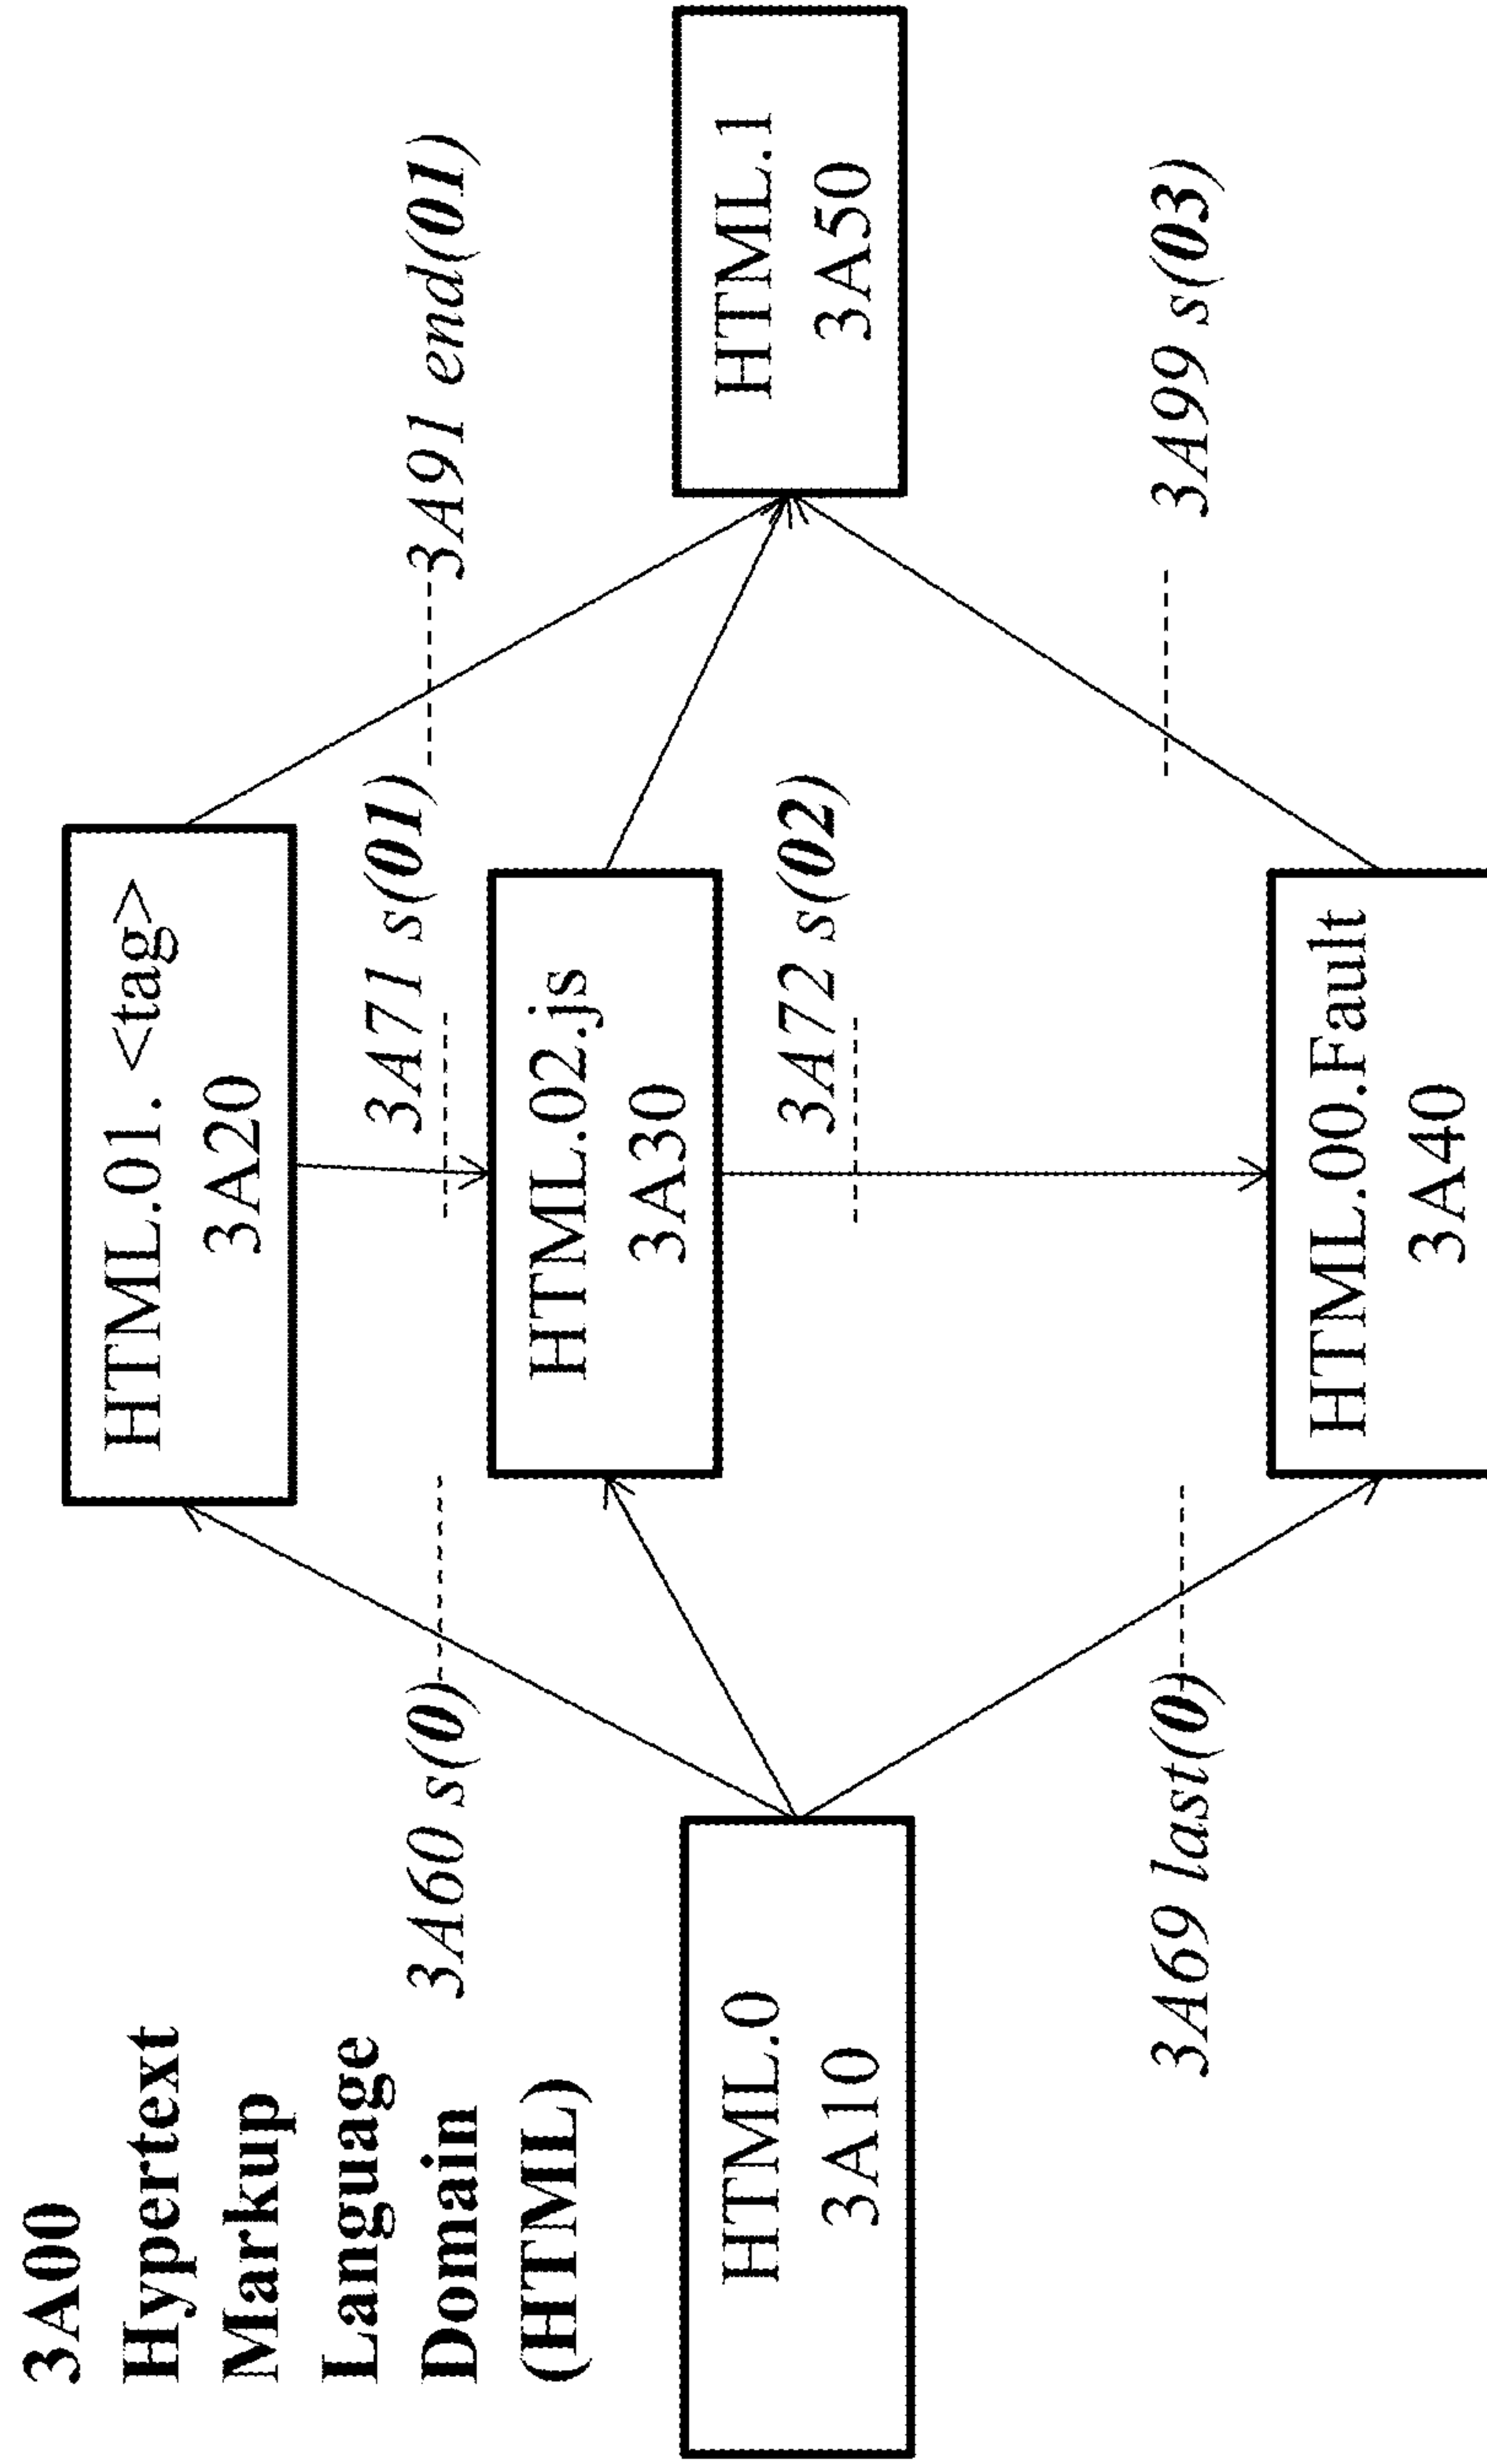 3A00
Hypertext
Markup
Language
Domain
(HTML)
HTML.01. <tag>
3A20
3A60 s(0)
3A71 s(01)
3A91 end(01)
HTML.02.js
3A30
HTML.0
3A10
HTML.1
3A50
3A72 s(02)
3A69 last(0)
3A99 s(03)
HTML.00.Fault
3A40